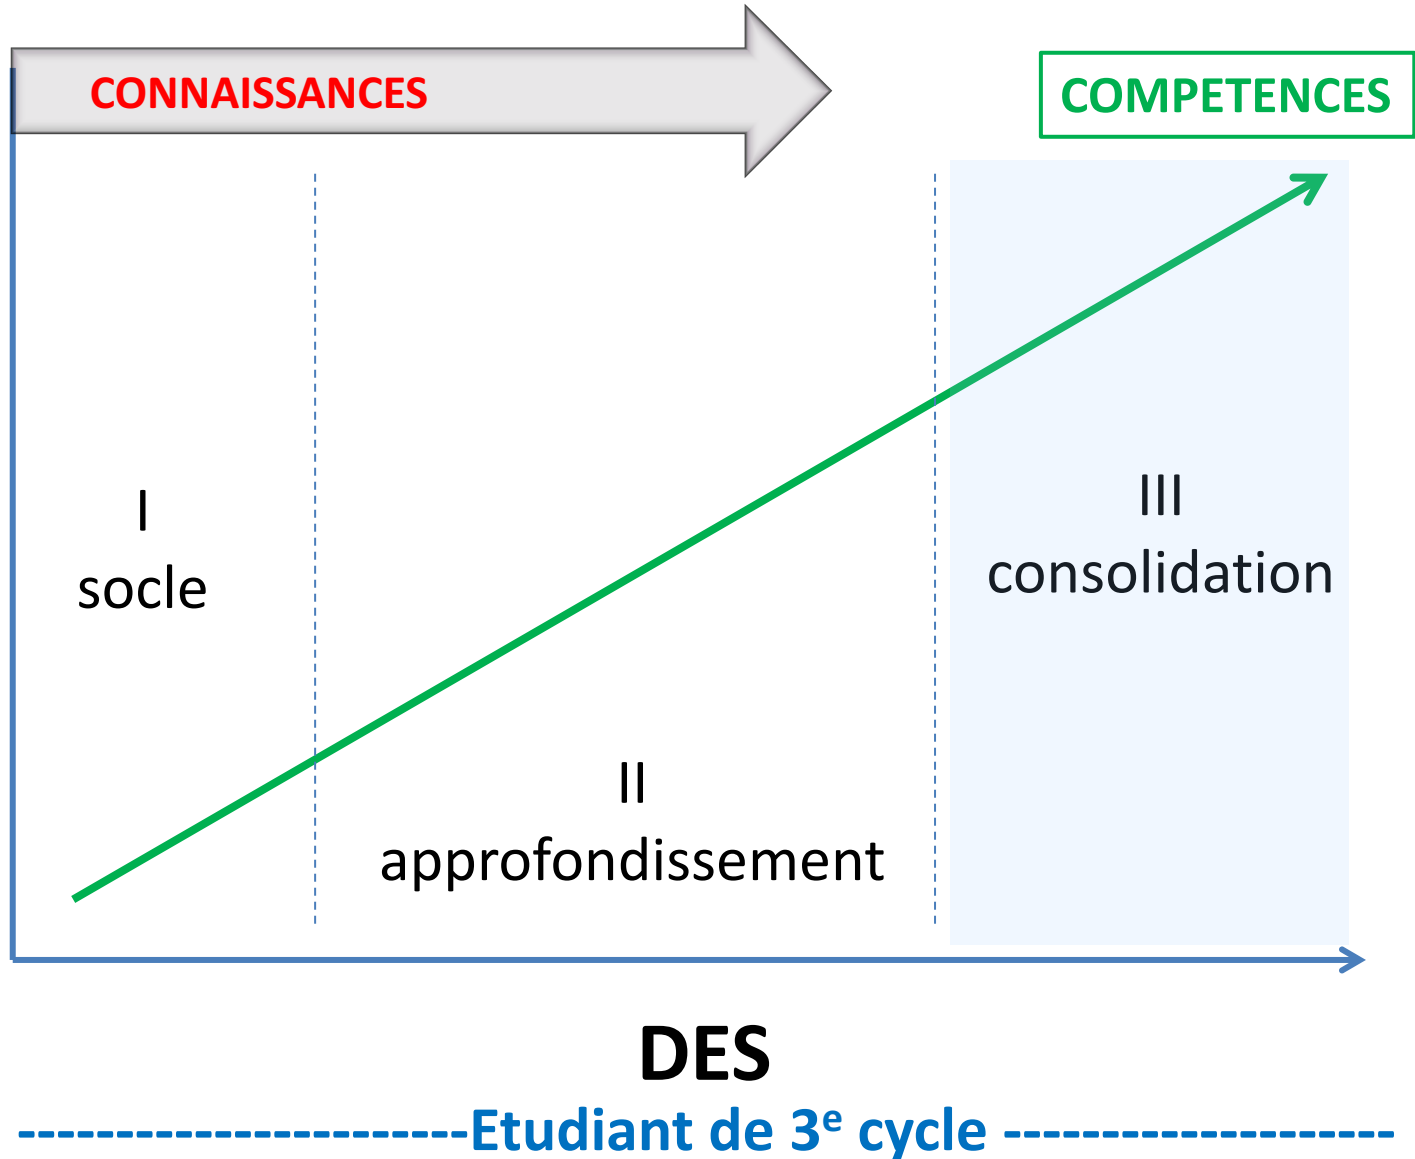 CONNAISSANCES
COMPETENCES
I
socle
II
approfondissement
III
consolidation
DES
-----------------------Etudiant de 3e cycle --------------------